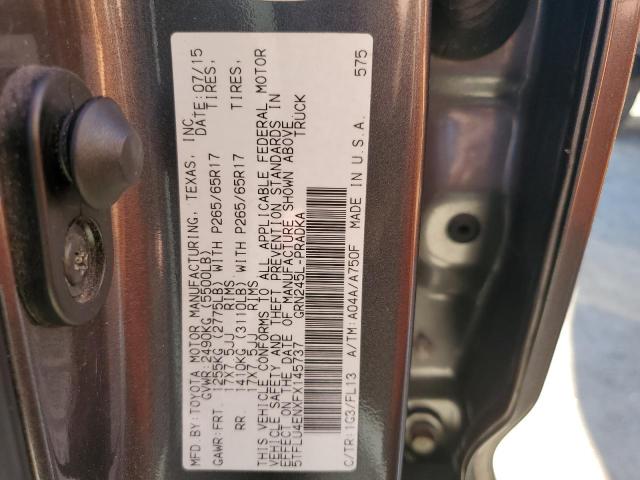 MFD.BY: TOYOTA MOTOR MANUFACTURING, TEXAS, INC. DATE: 07/15
GVWR: 2490KG (5500LB)
GAWR: FRT. 1255KG (2775LB) WITH P265/65R17 TIRES,
17X7.5JJ RIMS
RR. 1410KG (3110LB) WITH P265/65R17 TIRES,
17X7.5JJ RIMS
THIS VEHICLE CONFORMS TO ALL APPLICABLE FEDERAL MOTOR
VEHICLE SAFETY AND THEFT PREVENTION STANDARDS IN
EFFECT ON THE DATE OF MANUFACTURE SHOWN ABOVE.
5TFLU4ENXFX145737 GRN245L-PRADKA TRUCK
C/TR: 1G3/FL13 A/TM: A04A/A750F MADE IN U.S.A. 575